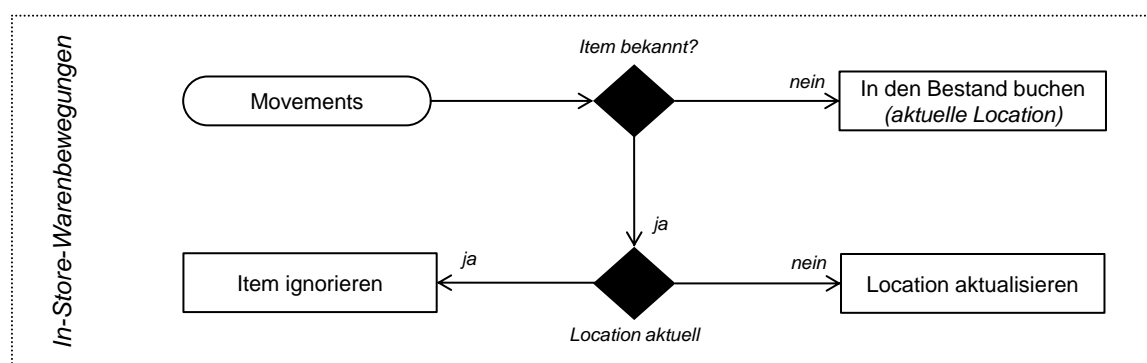 In-Store-Warenbewegungen
Item bekannt?
Movements
nein
In den Bestand buchen
(aktuelle Location)
ja
Item ignorieren
ja
nein
Location aktualisieren
Location aktuell